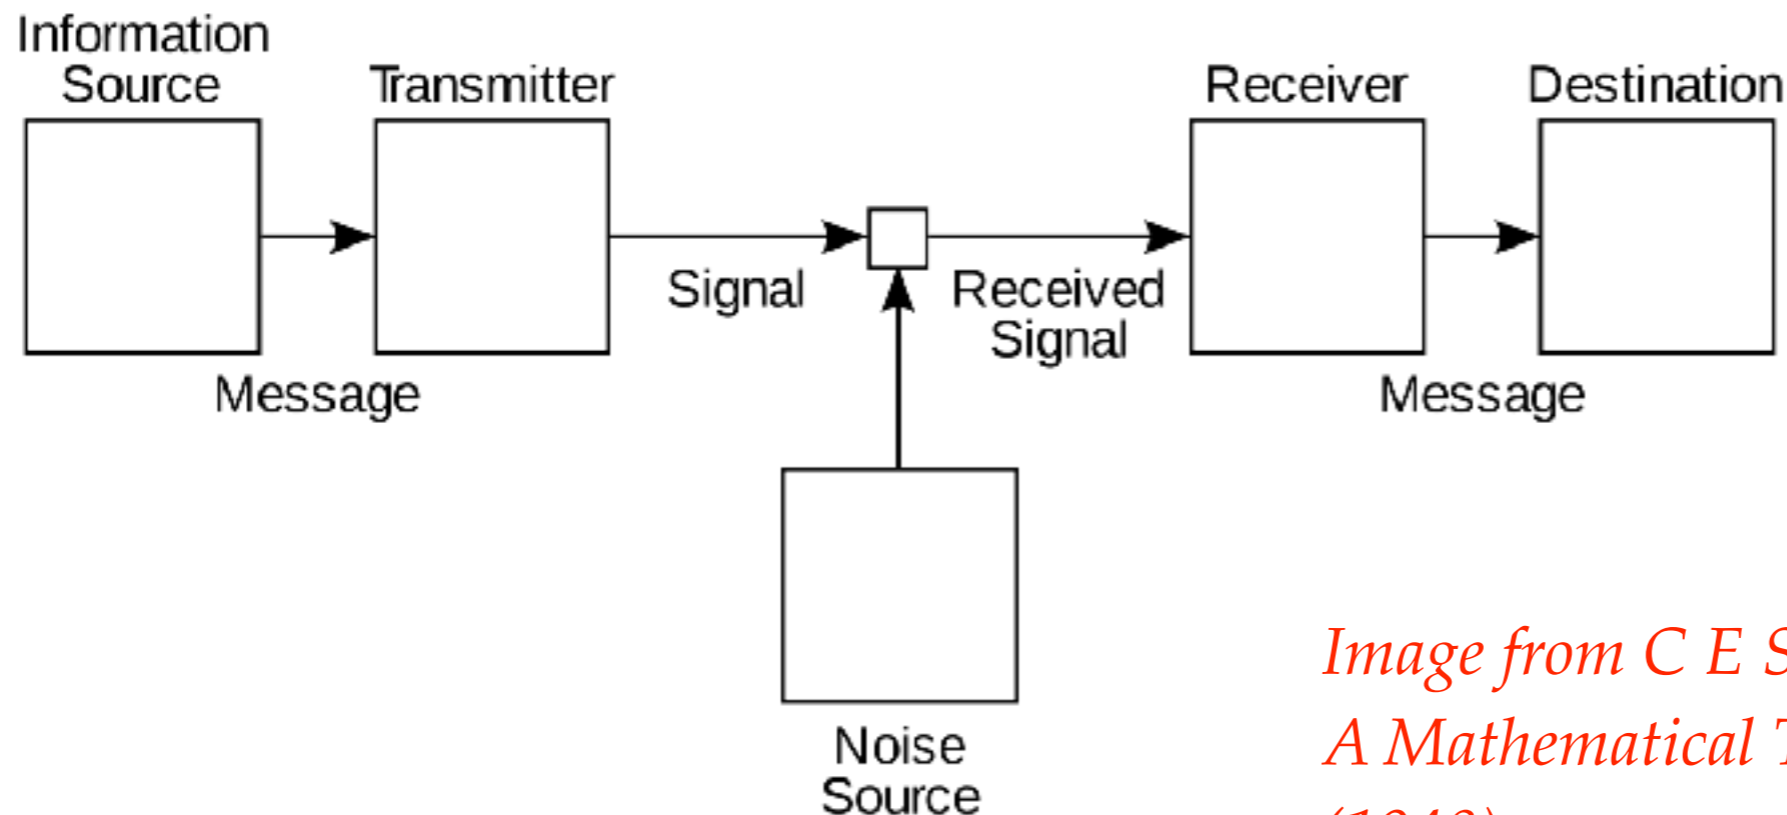 Information
Source
Transmitter
Receiver
Destination
Signal
Received
Signal
Message
Message
Noise
Source
Image from C E
A Mathematical